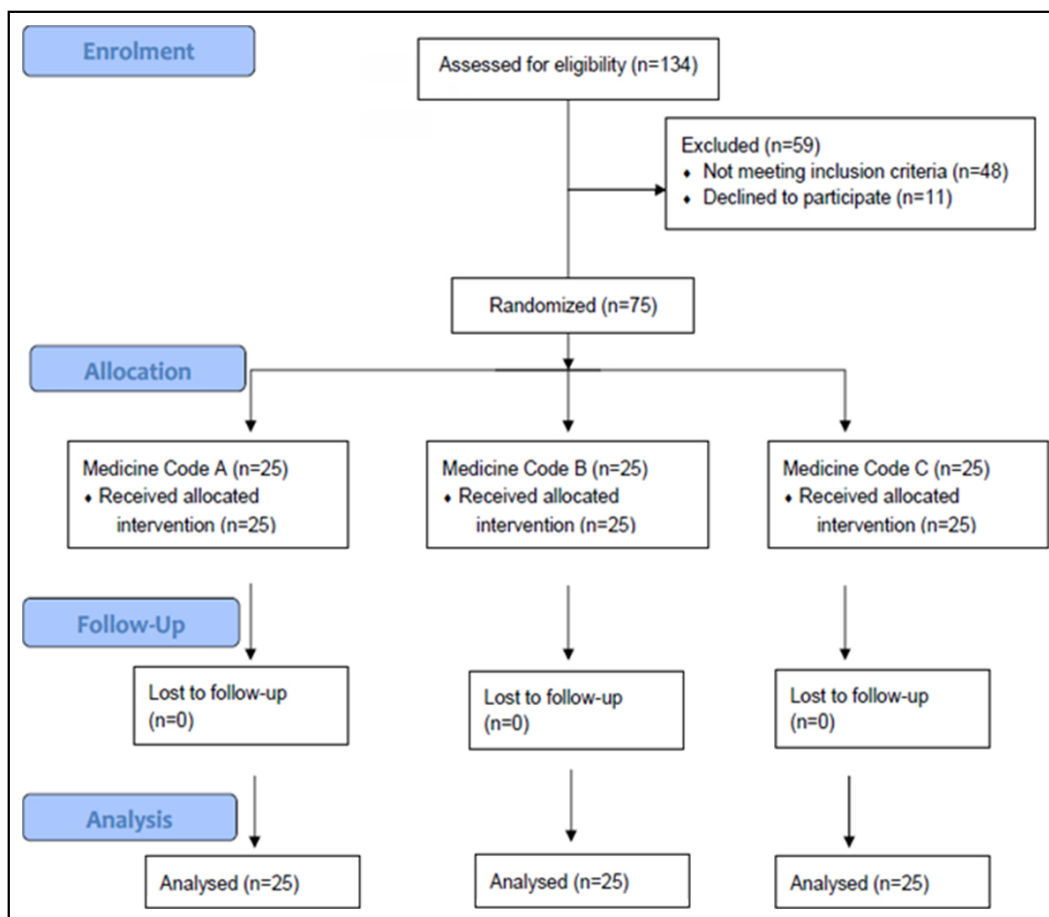 Enrolment
Assessed for eligibility (n=134)
Excluded (n=59)
♦ Not meeting inclusion criteria (n=48)
♦ Declined to participate (n=11)
Randomized (n=75)
Allocation
Medicine Code A (n=25)
♦ Received allocated
intervention (n=25)
Medicine Code B (n=25)
♦ Received allocated
intervention (n=25)
Medicine Code C (n=25)
♦ Received allocated
intervention (n=25)
Follow-Up
Lost to follow-up
(n=0)
Lost to follow-up
(n=0)
Lost to follow-up
(n=0)
Analysis
Analysed (n=25)
Analysed (n=25)
Analysed (n=25)